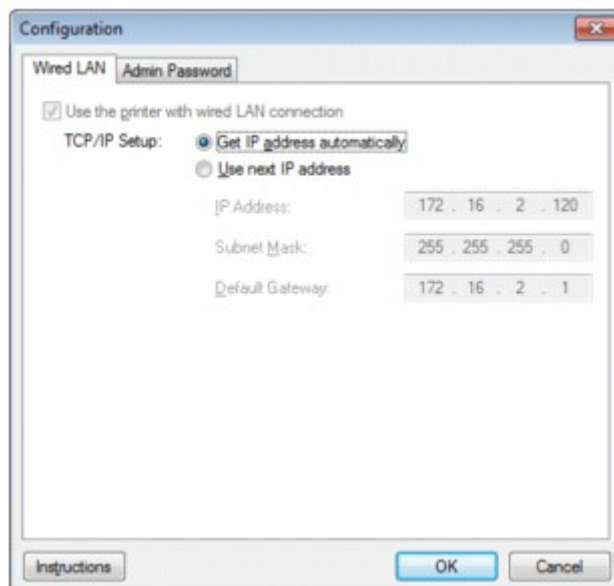 Configuration
Wired LAN Admin Password
Use the printer with wired LAN connection
TCP/IP Setup: Get IP address automatically
Use next IP address
IP Address: 172 . 16 . 2 . 120
Subnet Mask: 255 . 255 . 255 . 0
Default Gateway: 172 . 16 . 2 . 1
Instructions OK Cancel